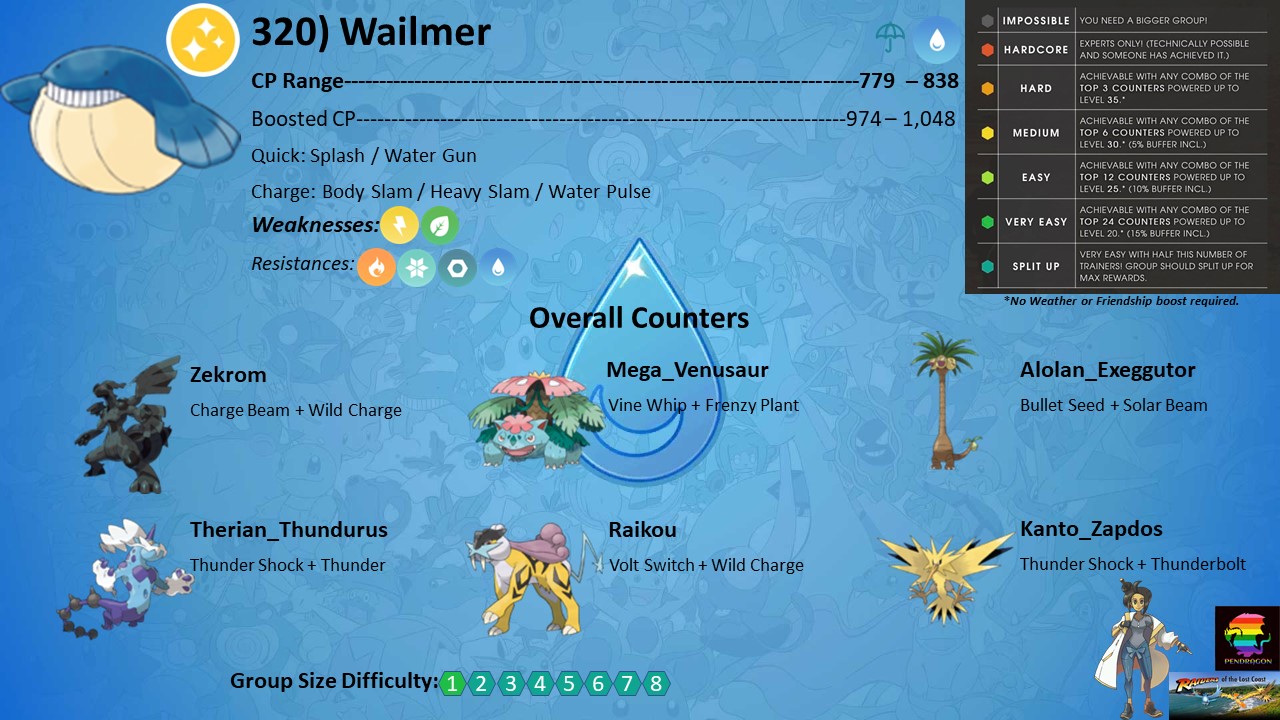 320) Wailmer
CP Range---779 – 838
Boosted CP---974 – 1,048
Quick: Splash / Water Gun
Charge: Body Slam / Heavy Slam / Water Pulse
Weaknesses:
Resistances:
IMPOSSIBLE YOU NEED A BIGGER GROUP!
HARDCORE EXPERTS ONLY! (TECHNICALLY POSSIBLE
AND SOMEONE HAS ACHIEVED IT.)
HARD ACHIEVABLE WITH ANY COMBO OF THE
TOP 3 COUNTERS POWERED UP TO
LEVEL 35.*
MEDIUM ACHIEVABLE WITH ANY COMBO OF THE
TOP 6 COUNTERS POWERED UP TO
LEVEL 30.* (5% BUFFER INCL.)
EASY ACHIEVABLE WITH ANY COMBO OF THE
TOP 12 COUNTERS POWERED UP TO
LEVEL 25.* (10% BUFFER INCL.)
VERY EASY ACHIEVABLE WITH ANY COMBO OF THE
TOP 24 COUNTERS POWERED UP TO
LEVEL 20.* (15% BUFFER INCL.)
SPLIT UP VERY EASY WITH HALF THIS NUMBER OF
TRAINERS! GROUP SHOULD SPLIT UP FOR
MAX REWARDS.
*No Weather or Friendship boost required.
Overall Counters
Zekrom
Charge Beam + Wild Charge
Mega_Venusaur
Vine Whip + Frenzy Plant
Alolan_Exeggutor
Bullet Seed + Solar Beam
Therian_Thundurus
Thunder Shock + Thunder
Raikou
Volt Switch + Wild Charge
Kanto_Zapdos
Thunder Shock + Thunderbolt
Group Size Difficulty: 1 2 3 4 5 6 7 8
PENDRAGON
RAIDERS of the Lost Coast